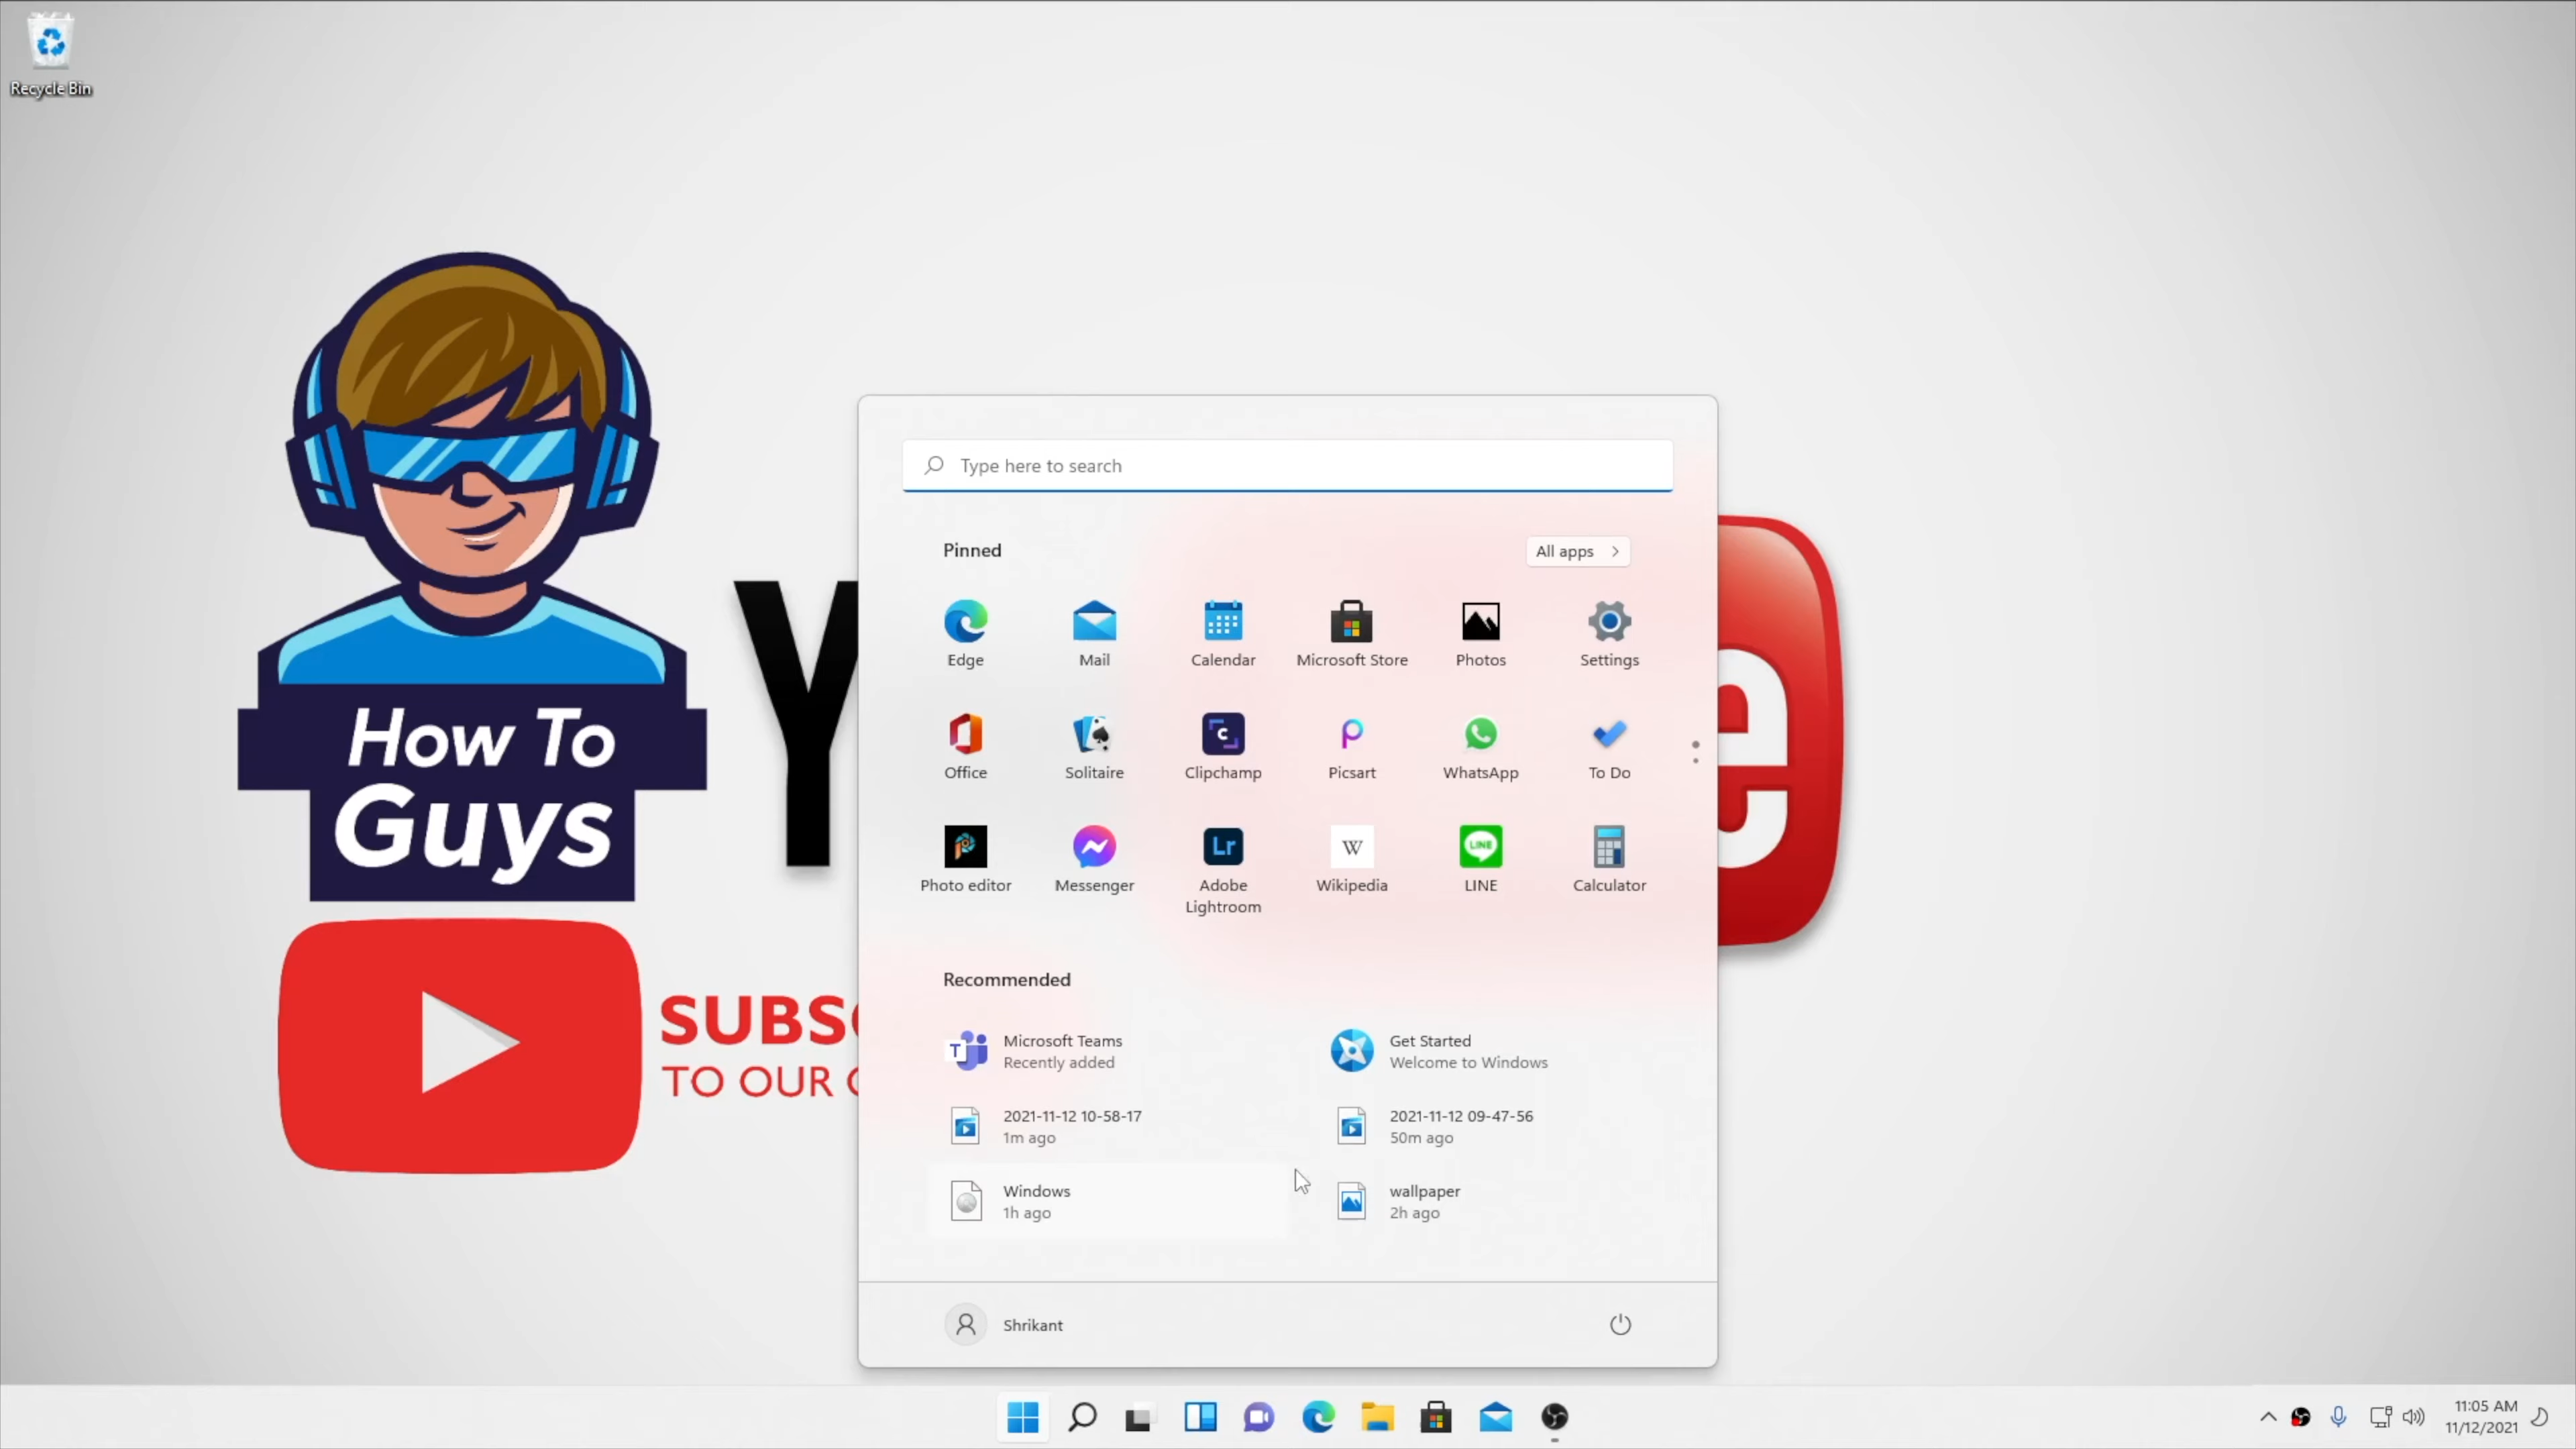 Recycle Bin
How To
Guys
Y
e
SUBSC
TO OUR C
Type here to search
Pinned
All apps
Edge
Mail
Calendar
Microsoft Store
Photos
Settings
Office
Solitaire
Clipchamp
Picsart
WhatsApp
To Do
Photo editor
Messenger
Lr
Adobe
Lightroom
W
Wikipedia
LINE
LINE
Calculator
Recommended
T
Microsoft Teams
Recently added
Get Started
Welcome to Windows
2021-11-12 10-58-17
1m ago
2021-11-12 09-47-56
50m ago
Windows
1h ago
wallpaper
2h ago
Shrikant
11:05 AM
11/12/2021